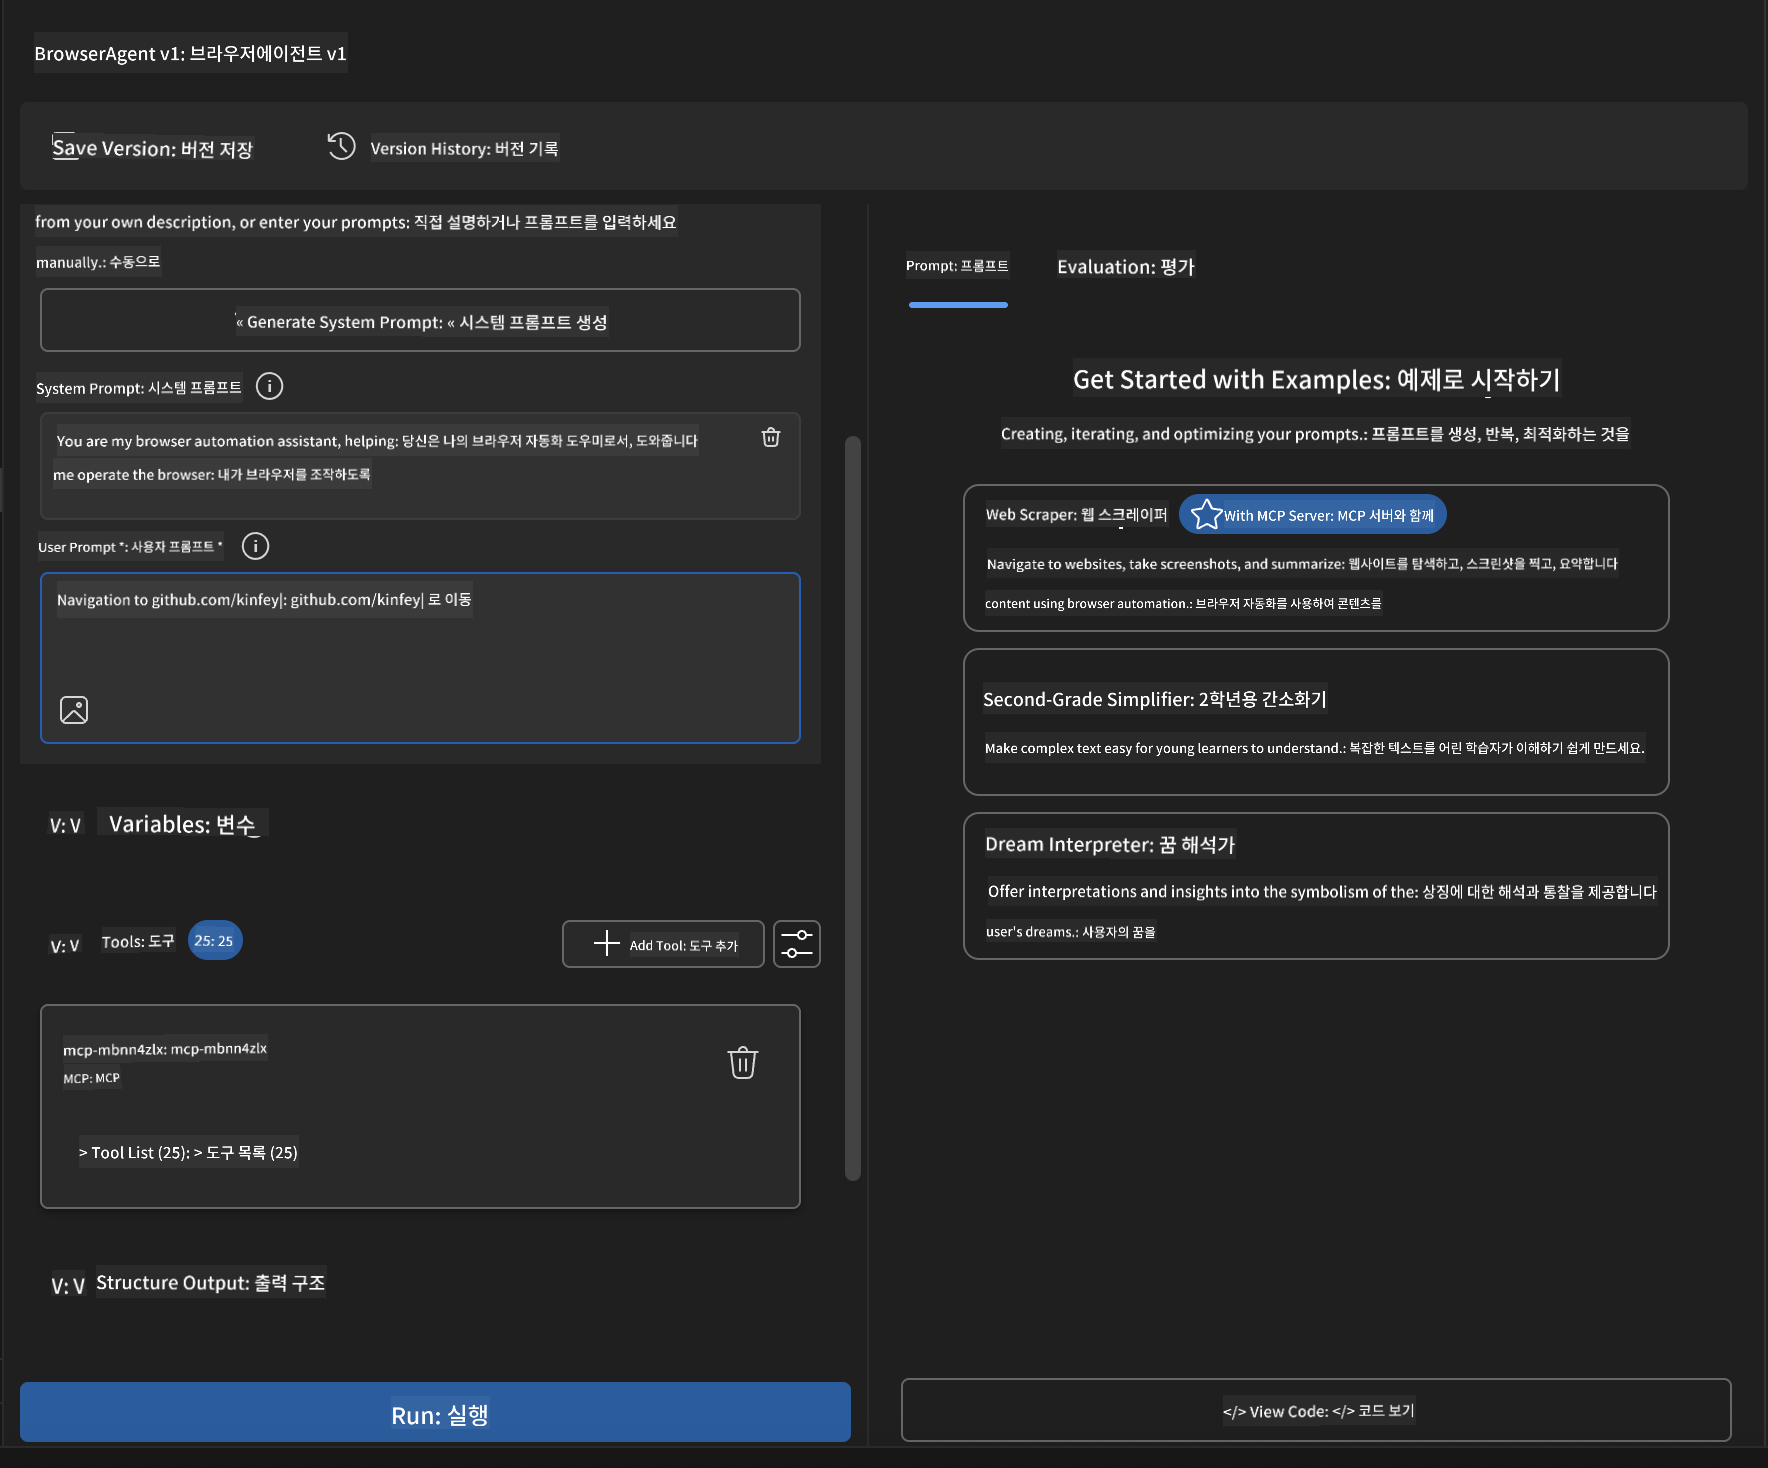 BrowserAgent v1: 브라우저에이전트 v1
Save Version: 버전 저장
Version History: 버전 기록
from your own description, or enter your prompts: 직접 설명하거나 프롬프트를 입력하세요
manually.: 수동으로
« Generate System Prompt: « 시스템 프롬프트 생성
System Prompt: 시스템 프롬프트
You are my browser automation assistant, helping: 당신은 나의 브라우저 자동화 도우미로서, 도와줍니다
me operate the browser: 내가 브라우저를 조작하도록
User Prompt *: 사용자 프롬프트 *
Navigation to github.com/kinfey|: github.com/kinfey| 로 이동
V: V
Variables: 변수
V: V
Tools: 도구
25: 25
Add Tool: 도구 추가
mcp-mbnn4zlx: mcp-mbnn4zlx
MCP: MCP
> Tool List (25): > 도구 목록 (25)
V: V
Structure Output: 출력 구조
Run: 실행
Prompt: 프롬프트
Evaluation: 평가
Get Started with Examples: 예제로 시작하기
Creating, iterating, and optimizing your prompts.: 프롬프트를 생성, 반복, 최적화하는 것을
Web Scraper: 웹 스크레이퍼
With MCP Server: MCP 서버와 함께
Navigate to websites, take screenshots, and summarize: 웹사이트를 탐색하고, 스크린샷을 찍고, 요약합니다
content using browser automation.: 브라우저 자동화를 사용하여 콘텐츠를
Second-Grade Simplifier: 2학년용 간소화기
Make complex text easy for young learners to understand.: 복잡한 텍스트를 어린 학습자가 이해하기 쉽게 만드세요.
Dream Interpreter: 꿈 해석가
Offer interpretations and insights into the symbolism of the: 상징에 대한 해석과 통찰을 제공합니다
user's dreams.: 사용자의 꿈을
</> View Code: </> 코드 보기